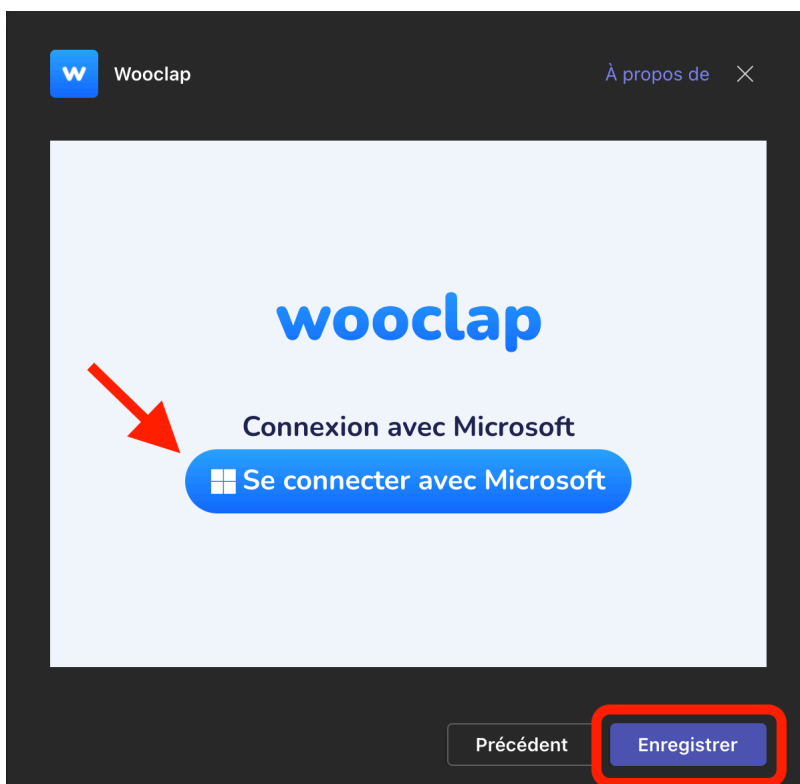 w Wooclap À propos de
wooclap
Connexion avec Microsoft
Se connecter avec Microsoft
Précédent Enregistrer